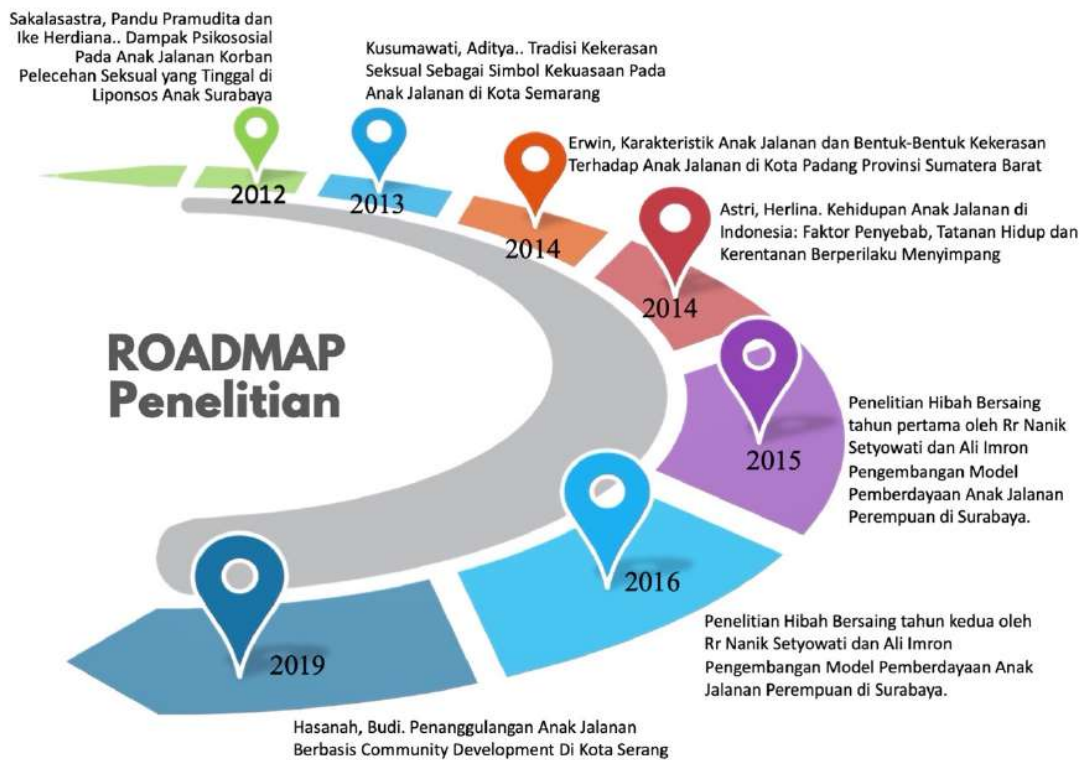 Sakalasastra, Pandu Pramudita dan
Ike Herdiana.. Dampak Psikososial
Pada Anak Jalanan Korban
Pelecehan Seksual yang Tinggal di
Liponsos Anak Surabaya
2012
Kusumawati, Aditya.. Tradisi Kekerasan
Seksual Sebagai Simbol Kekuasaan Pada
Anak Jalanan di Kota Semarang
2013
Erwin, Karakteristik Anak Jalanan dan Bentuk-Bentuk Kekerasan
Terhadap Anak Jalanan di Kota Padang Provinsi Sumatera Barat
2014
Astri, Herlina. Kehidupan Anak Jalanan di
Indonesia: Faktor Penyebab, Tatanan Hidup dan
Kerentanan Berperilaku Menyimpang
2014
ROADMAP
Penelitian
Penelitian Hibah Bersaing
tahun pertama oleh Rr Nanik
Setyowati dan Ali Imron
Pengembangan Model
Pemberdayaan Anak Jalanan
Perempuan di Surabaya.
2015
2016
Penelitian Hibah Bersaing tahun kedua oleh
Rr Nanik Setyowati dan Ali Imron
Pengembangan Model Pemberdayaan Anak
Jalanan Perempuan di Surabaya.
2019
Hasanah, Budi. Penanggulangan Anak Jalanan
Berbasis Community Development Di Kota Serang